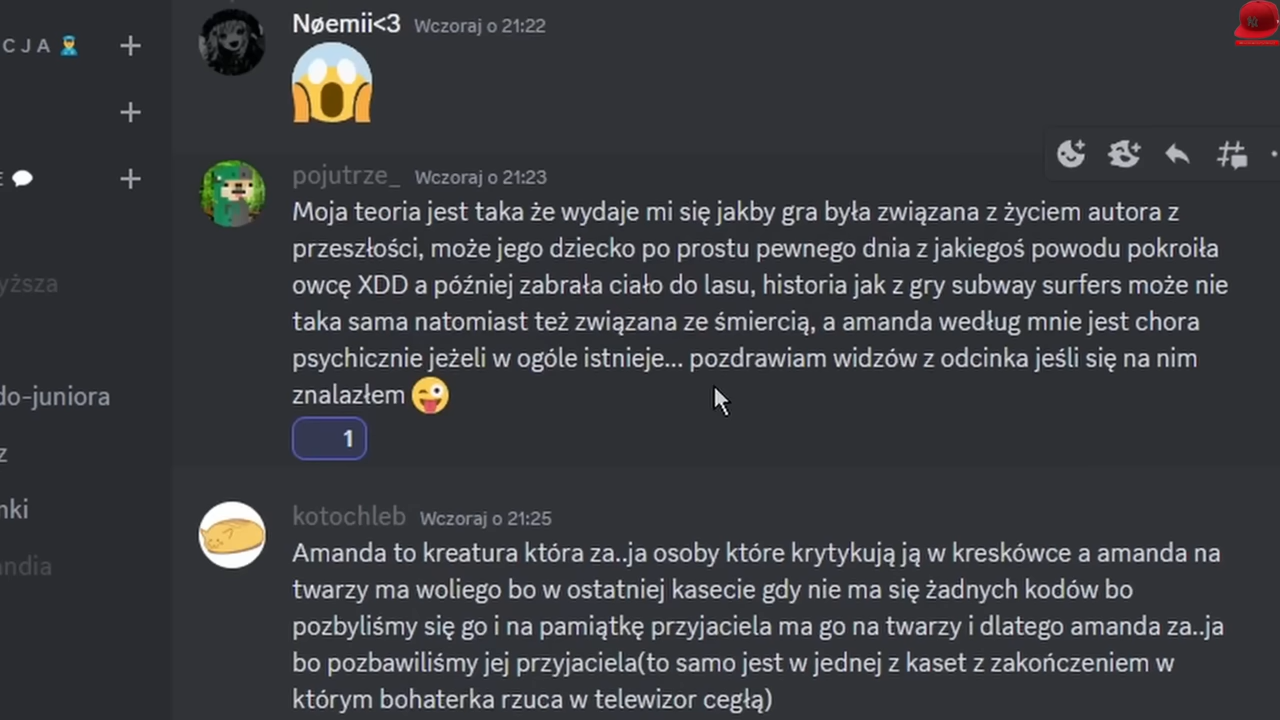 Nøemii<3 Wczoraj o 21:22
CJA
pojutrze_ Wczoraj o 21:23
Moja teoria jest taka że wydaje mi się jakby gra była związana z życiem autora z
przeszłości, może jego dziecko po prostu pewnego dnia z jakiegoś powodu pokroiła
owcę XDD a później zabrała ciało do lasu, historia jak z gry subway surfers może nie
taka sama natomiast też związana ze śmiercią, a amanda według mnie jest chora
psychicznie jeżeli w ogóle istnieje... pozdrawiam widzów z odcinka jeśli się na nim
znalazłem 😜
1
yższa
do-juniora
z
nki
andia
kotochleb Wczoraj o 21:25
Amanda to kreatura która za..ja osoby które krytykują ją w kreskówce a amanda na
twarzy ma woliego bo w ostatniej kasecie gdy nie ma się żadnych kodów bo
pozbyliśmy się go i na pamiątkę przyjaciela ma go na twarzy i dlatego amanda za..ja
bo pozbawiliśmy jej przyjaciela(to samo jest w jednej z kaset z zakończeniem w
którym bohaterka rzuca w telewizor cegłą)